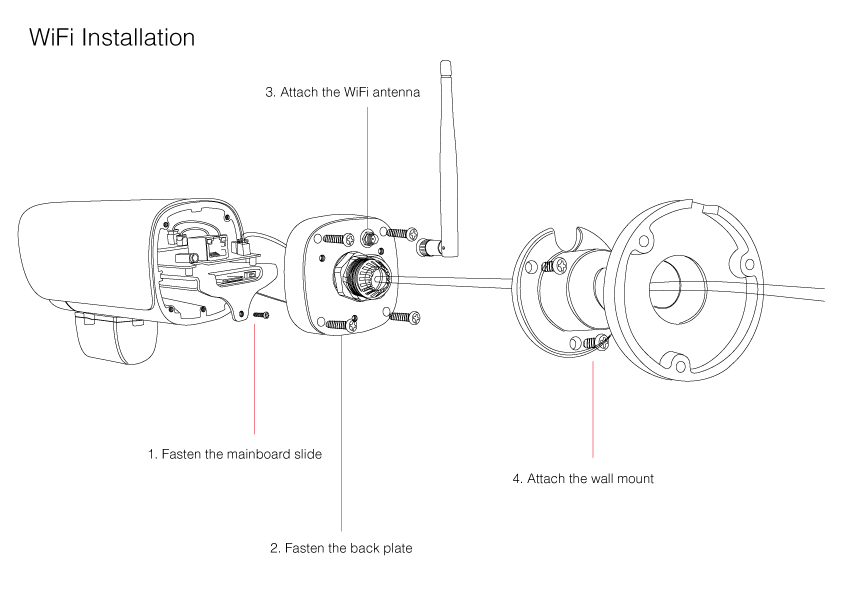 WiFi Installation
3. Attach the WiFi antenna
1. Fasten the mainboard slide
4. Attach the wall mount
2. Fasten the back plate